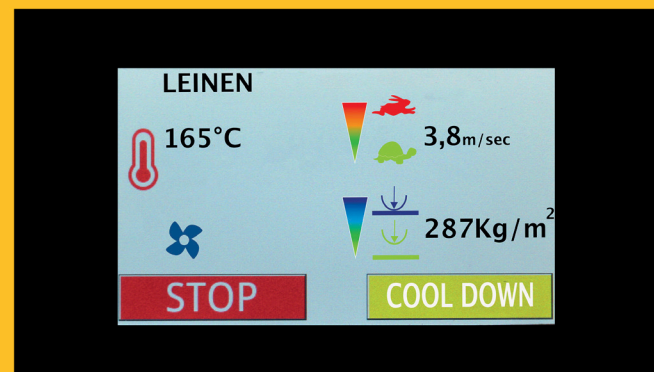 LEINEN
165°C
3,8m/sec
287Kg/m²
STOP
COOL DOWN